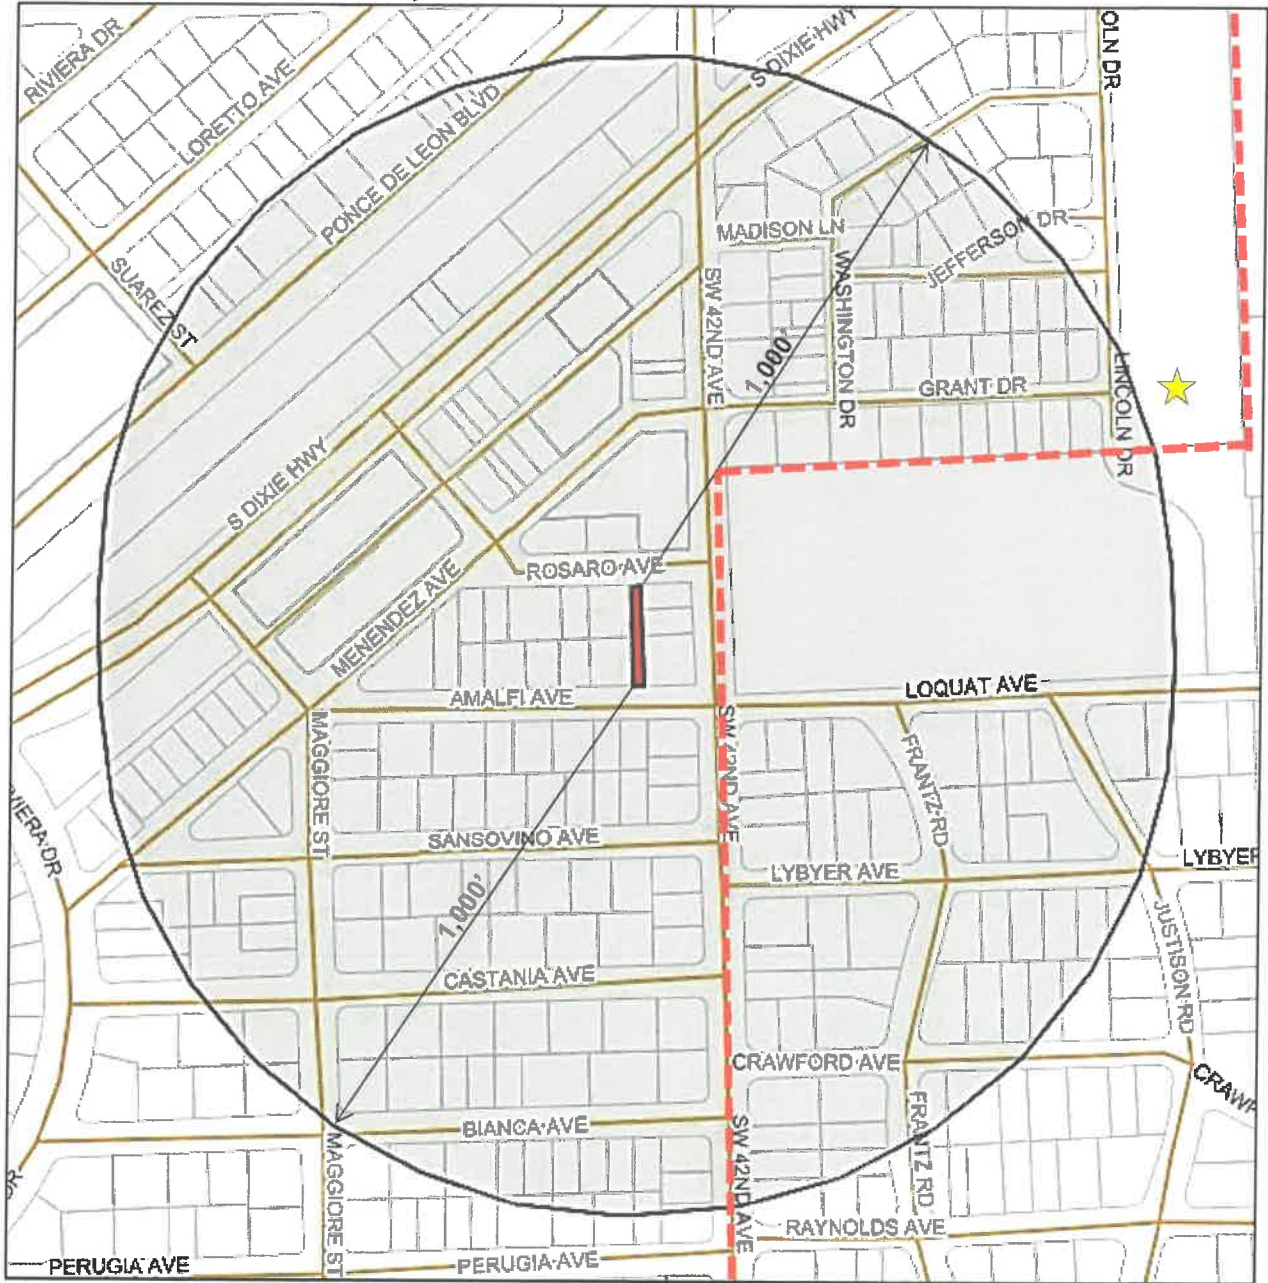 RIVIERA DR
LORETTO AVE
PONCE DE LEON BLVD
S DIXIE HWY
OLN DR
SUAREZ ST
MADISON LN
JEFFERSON DR
WASHINGTON DR
SW 42ND AVE
1,000'
GRANT DR
LINCOLN DR
S DIXIE HWY
ROSARO AVE
MENENDEZ AVE
AMALFI AVE
LOQUAT AVE
MAGGIORE ST
SW 42ND AVE
FRANTZ RD
VIERA DR
SANSOVINO AVE
LYBYER AVE
LYBYER
1,000'
JUSTISON RD
CASTANIA AVE
CRAWFORD AVE
CRAWF
BIANCA AVE
FRANTZ RD
MAGGIORE ST
SW 42ND AVE
DR
RAYNOLDS AVE
PERUGIA AVE
PERUGIA AVE